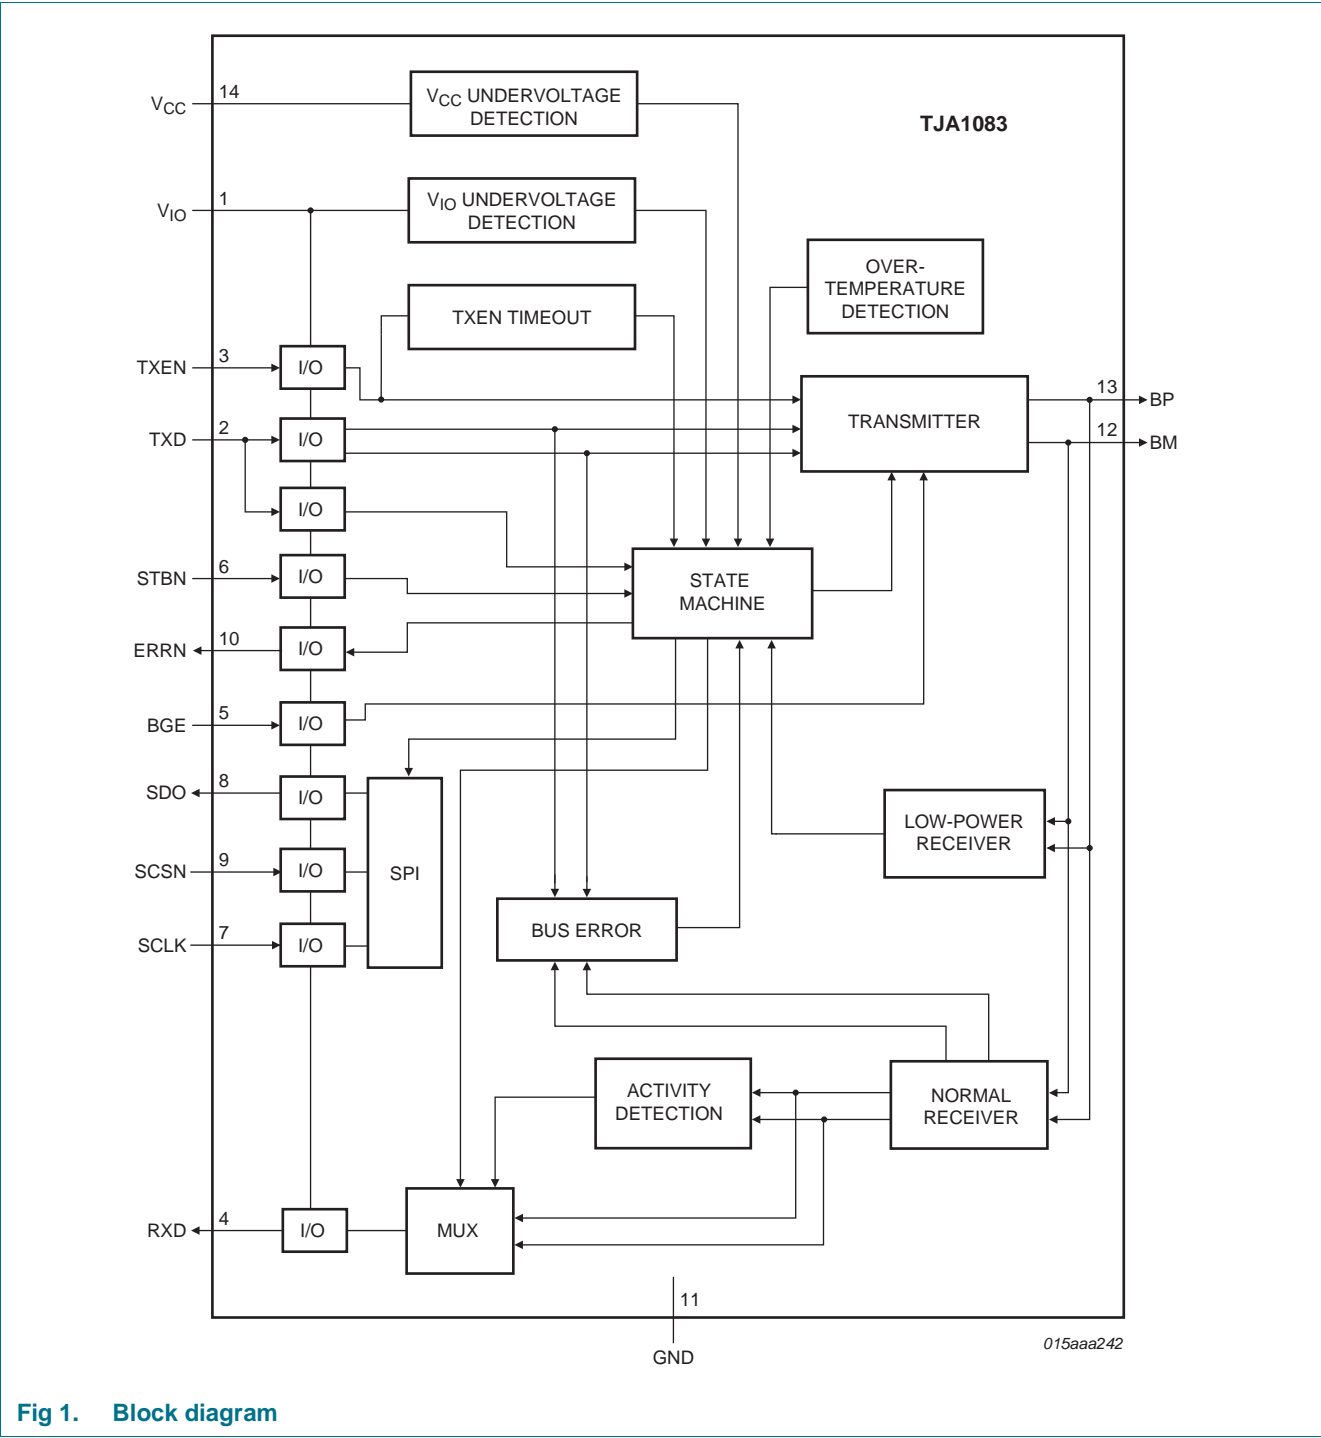 14
VCC
VCC UNDERVOLTAGE
DETECTION
TJA1083
1
VIO
VIO UNDERVOLTAGE
DETECTION
OVER-
TEMPERATURE
DETECTION
TXEN TIMEOUT
3
TXEN
I/O
13
BP
TRANSMITTER
2
TXD
I/O
12
BM
I/O
6
STBN
I/O
STATE
MACHINE
10
ERRN
I/O
5
BGE
I/O
8
SDO
I/O
LOW-POWER
RECEIVER
9
SCSN
I/O
SPI
7
SCLK
I/O
BUS ERROR
ACTIVITY
DETECTION
NORMAL
RECEIVER
4
RXD
I/O
MUX
11
GND
015aaa242
Fig 1. Block diagram